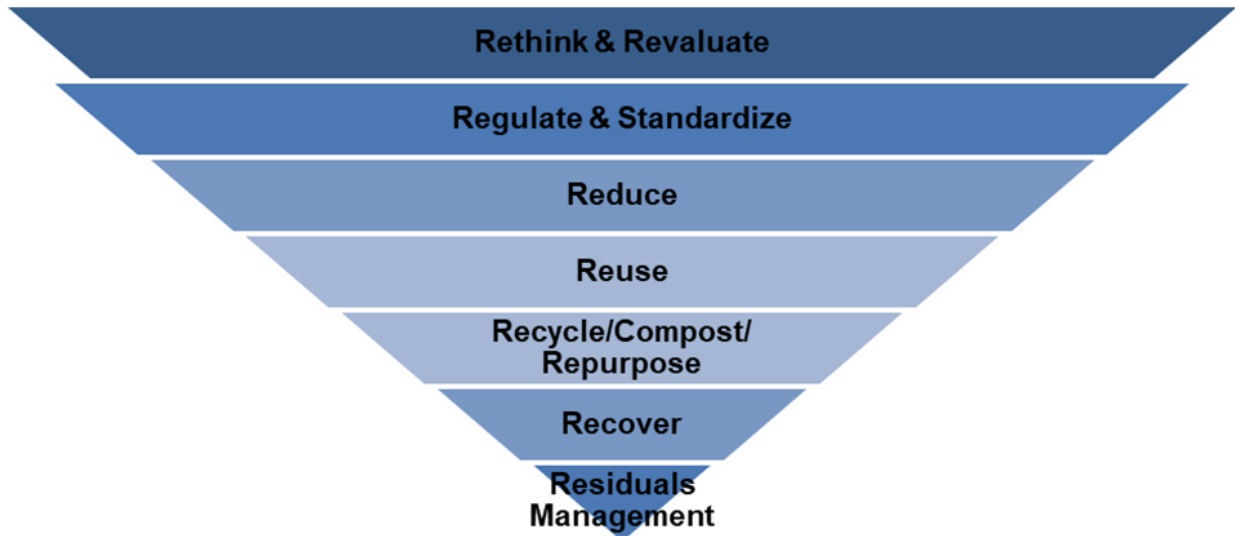 Rethink & Revaluate
Regulate & Standardize
Reduce
Reuse
Recycle/Compost/
Repurpose
Recover
Residuals
Management